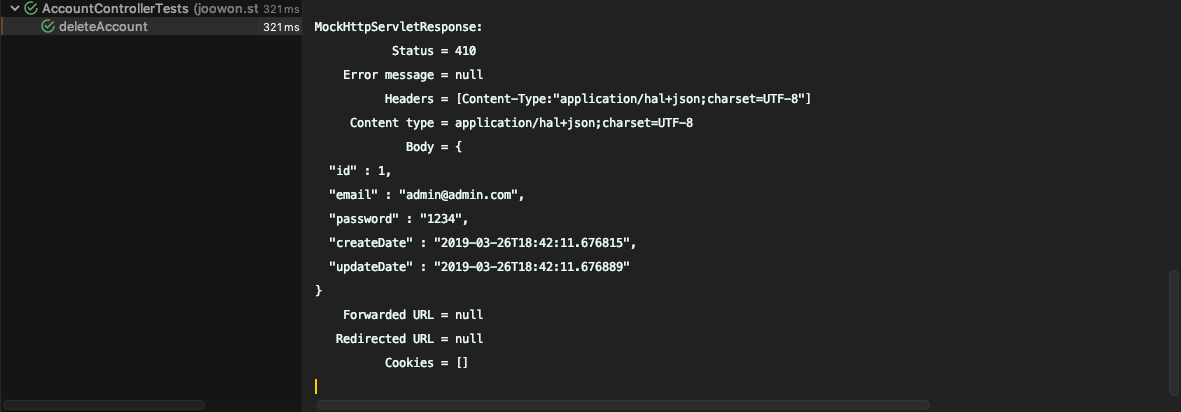 AccountControllerTests (joowon.st 321 ms
deleteAccount 321 ms
MockHttpServletResponse:
Status = 410
Error message = null
Headers = [Content-Type:"application/hal+json;charset=UTF-8"]
Content type = application/hal+json;charset=UTF-8
Body = {
"id" : 1,
"email" : "admin@admin.com",
"password" : "1234",
"createDate" : "2019-03-26T18:42:11.676815",
"updateDate" : "2019-03-26T18:42:11.676889"
}
Forwarded URL = null
Redirected URL = null
Cookies = []